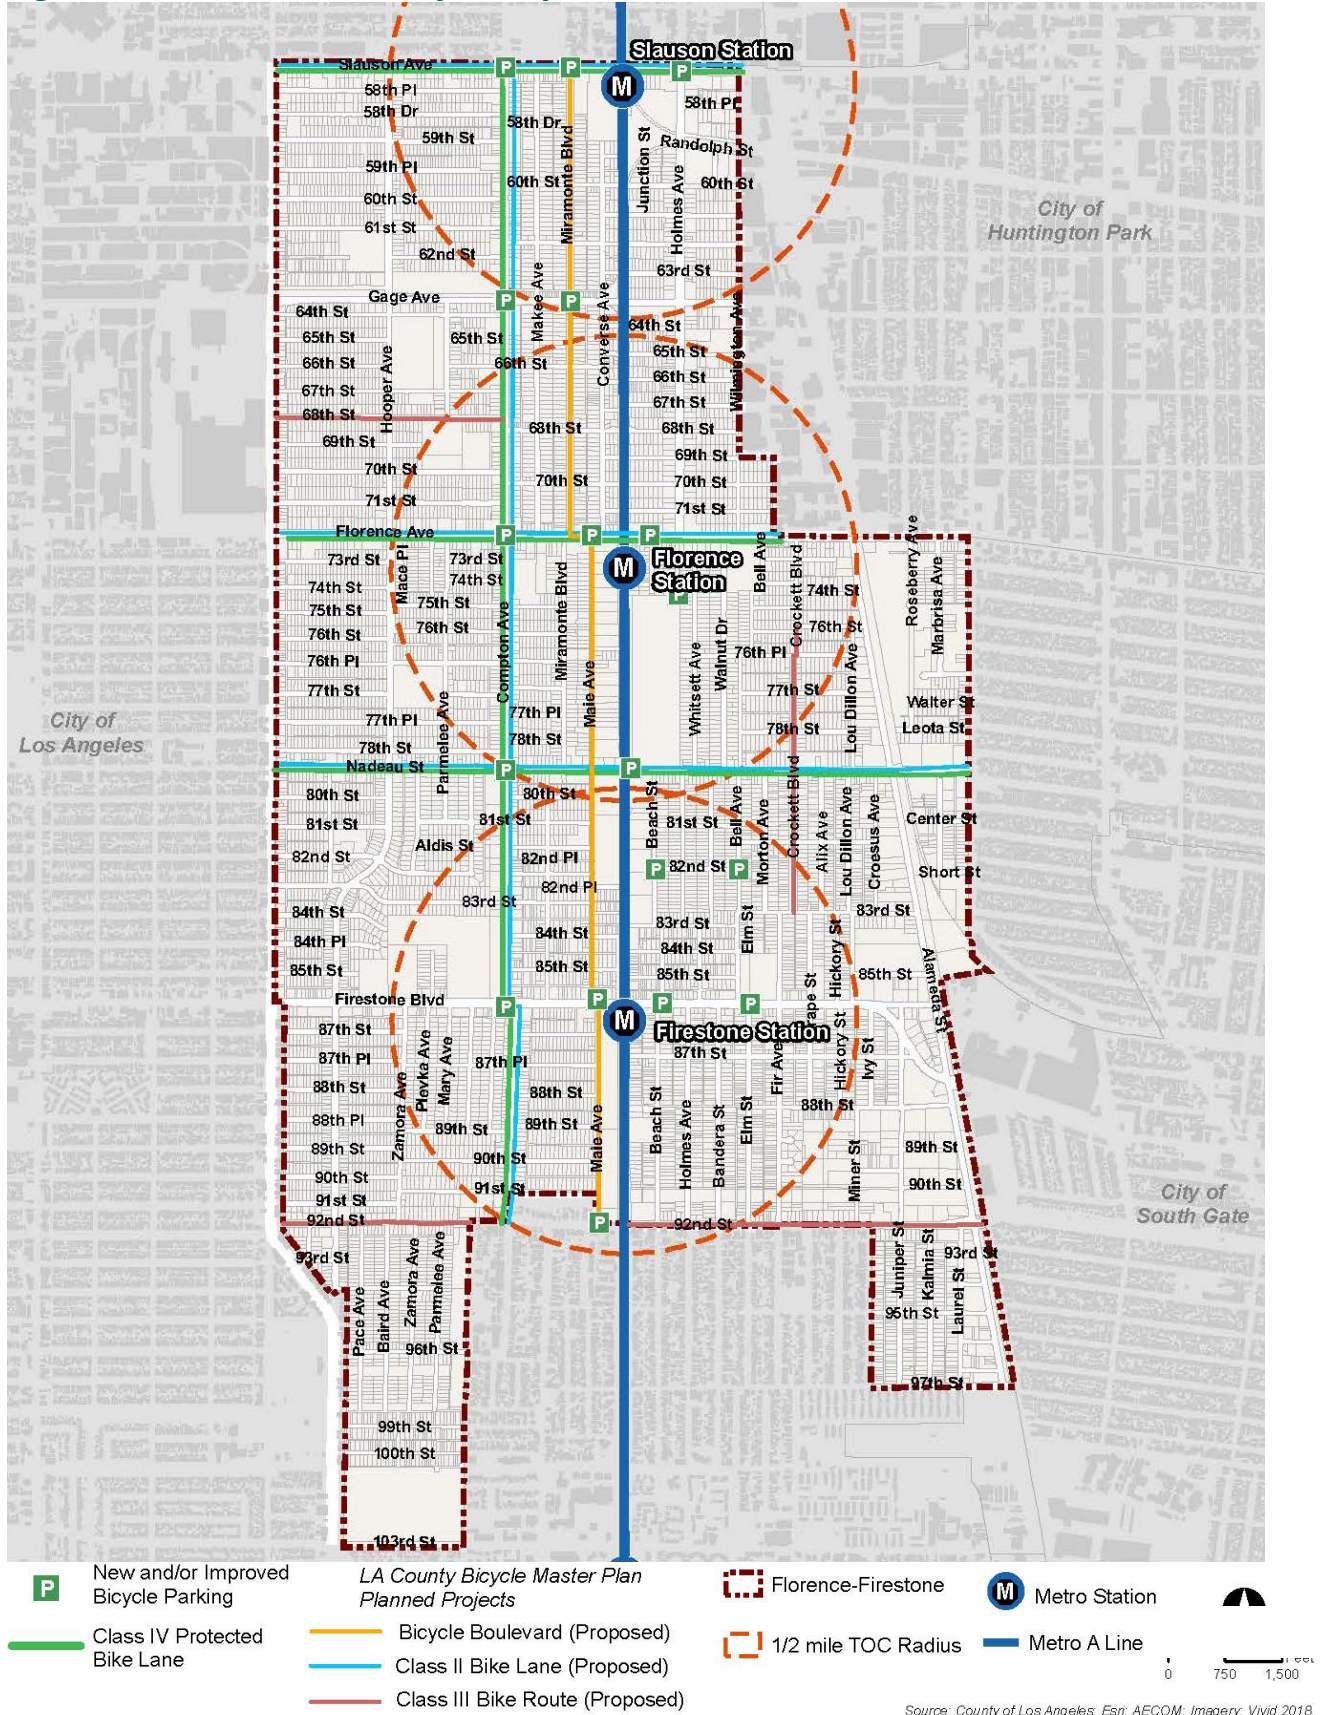 Slauson Station
Slauson Ave
58th Pl
58th Dr
59th St
59th Pl
60th St
61st St
62nd St
58th Dr
60th St
Miramonte Blvd
58th Pl
Randolph St
60th St
Junction St
Holmes Ave
63rd St
City of
Huntington Park
Gage Ave
64th St
65th St
66th St
67th St
68th St
69th St
70th St
71st St
Hooper Ave
65th St
66th St
Makee Ave
Converse Ave
68th St
70th St
64th St
65th St
66th St
67th St
68th St
69th St
70th St
71st St
Wilmington Ave
Florence Ave
Florence
Station
73rd St
74th St
75th St
76th St
76th Pl
77th St
77th Pl
78th St
Mace Pl
73rd St
74th St
75th St
76th St
Parmelee Ave
Compton Ave
Miramonte Blvd
Maie Ave
77th Pl
78th St
Whitsett Ave
Walnut Dr
Bell Ave
Crockett Blvd
74th St
76th St
76th Pl
77th St
78th St
Lou Dillon Ave
Roseberry Ave
Marbrisa Ave
Walter St
Leota St
City of
Los Angeles
Nadeau St
80th St
81st St
82nd St
84th St
84th Pl
85th St
Aldis St
83rd St
80th St
81st St
82nd Pl
82nd Pl
84th St
85th St
Beach St
81st St
82nd St
83rd St
84th St
85th St
Bell Ave
Morton Ave
Elm St
Crockett Blvd
Alix Ave
Lou Dillon Ave
Croesus Ave
Center St
Short St
83rd St
85th St
Hickory St
Alameda St
Firestone Blvd
Firestone Station
87th St
87th Pl
88th St
88th Pl
89th St
90th St
91st St
92nd St
93rd St
Zamora Ave
Plevka Ave
Mary Ave
89th St
87th Pl
88th St
89th St
90th St
91st St
Maie Ave
87th St
Beach St
Holmes Ave
Bandera St
Elm St
Fir Ave
Hickory St
Ivy St
88th St
Miner St
89th St
90th St
92nd St
City of
South Gate
Pace Ave
Baird Ave
Zamora Ave
Parmelee Ave
96th St
99th St
100th St
103rd St
Juniper St
Kalmia St
Laurel St
93rd St
95th St
97th St
New and/or Improved
Bicycle Parking
Class IV Protected
Bike Lane
LA County Bicycle Master Plan
Planned Projects
Bicycle Boulevard (Proposed)
Class II Bike Lane (Proposed)
Class III Bike Route (Proposed)
Florence-Firestone
1/2 mile TOC Radius
Metro Station
Metro A Line
0 750 1,500
Source: County of Los Angeles; Esri; AECOM; Imagery: Vivid 2018.